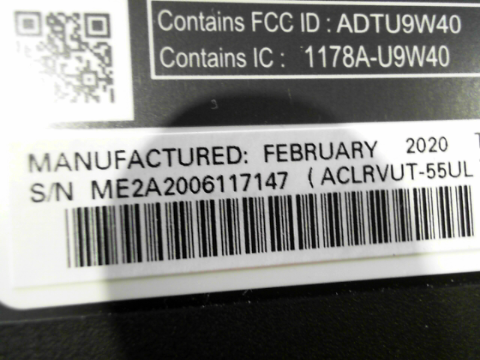 Contains FCC ID : ADTU9W40
Contains IC : 1178A-U9W40
MANUFACTURED: FEBRUARY 2020
S/N ME2A2006117147 (ACLRVUT-55UL